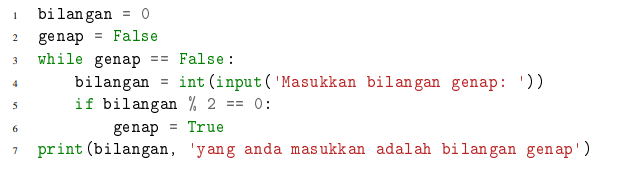 1 bilangan = 0
2 genap = False
3 while genap == False:
4     bilangan = int(input('Masukkan bilangan genap: '))
5     if bilangan % 2 == 0:
6         genap = True
7 print(bilangan, 'yang anda masukkan adalah bilangan genap')